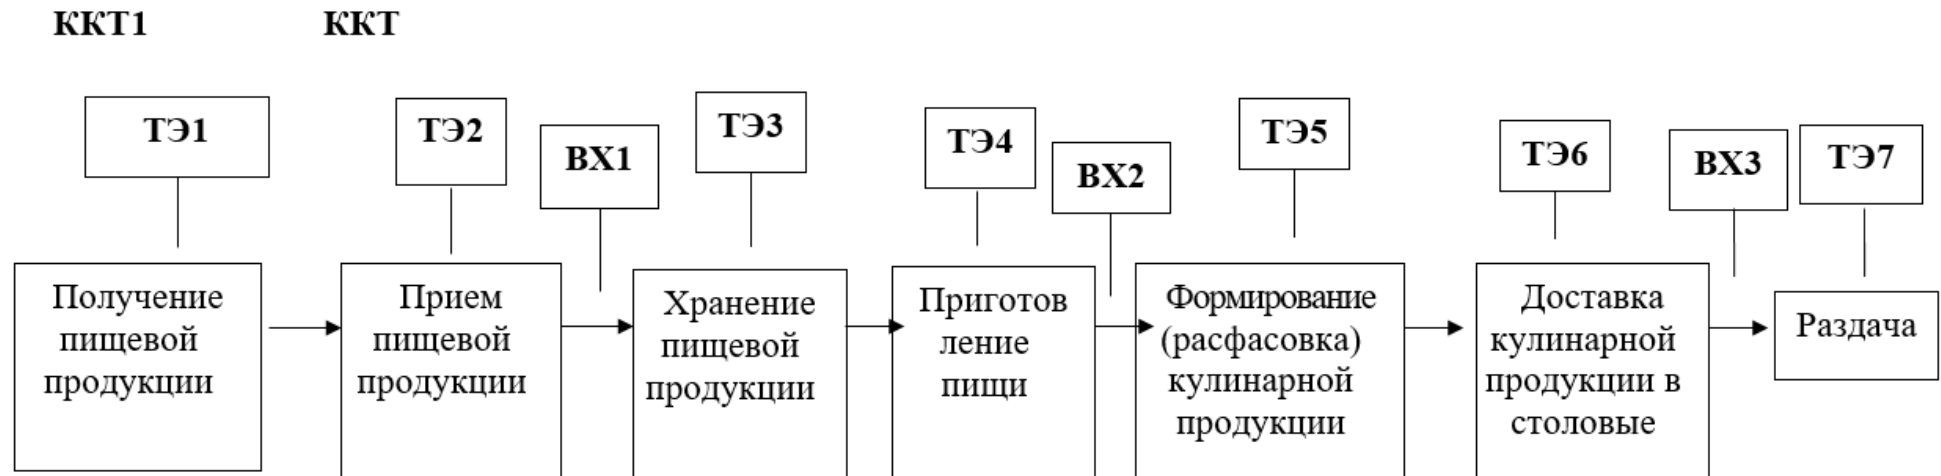 ККТ1 ККТ
ТЭ1 ТЭ2 ВХ1 ТЭ3 ТЭ4 ВХ2 ТЭ5 ТЭ6 ВХ3 ТЭ7
Получение
пищевой
продукции
Прием
пищевой
продукции
Хранение
пищевой
продукции
Приготов
ление
пищи
Формирование
(расфасовка)
кулинарной
продукции
Доставка
кулинарной
продукции в
столовые
Раздача